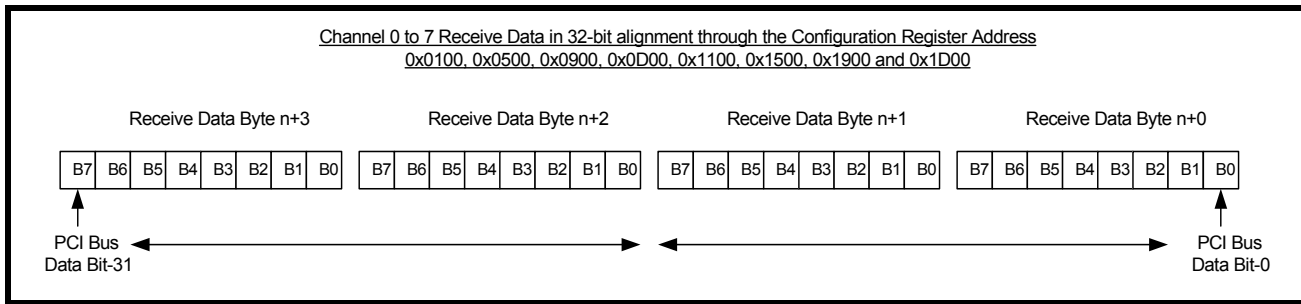 Channel 0 to 7 Receive Data in 32-bit alignment through the Configuration Register Address
0x0100, 0x0500, 0x0900, 0x0D00, 0x1100, 0x1500, 0x1900 and 0x1D00
Receive Data Byte n+3 Receive Data Byte n+2 Receive Data Byte n+1 Receive Data Byte n+0
B7 B6 B5 B4 B3 B2 B1 B0 B7 B6 B5 B4 B3 B2 B1 B0 B7 B6 B5 B4 B3 B2 B1 B0 B7 B6 B5 B4 B3 B2 B1 B0
PCI Bus PCI Bus
Data Bit-31 Data Bit-0